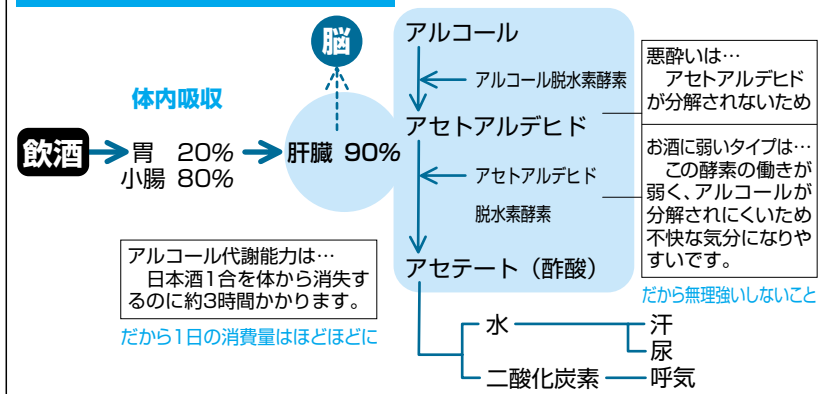 脳
体内吸収
飲酒
胃 20%
小腸 80%
肝臓 90%
アルコール
アルコール脱水素酵素
アセトアルデヒド
アセトアルデヒド
脱水素酵素
アセテート（酢酸）
悪酔いは…
アセトアルデヒド
が分解されないため
お酒に弱いタイプは…
この酵素の働きが
弱く、アルコールが
分解されにくいため
不快な気分になりや
すいです。
だから無理強いしないこと
アルコール代謝能力は…
日本酒1合を体から消失す
るのに約3時間かかります。
だから1日の消費量はほどほどに
水
汗
尿
二酸化炭素
呼気